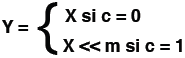 Y = { X si c = 0
X << m si c = 1